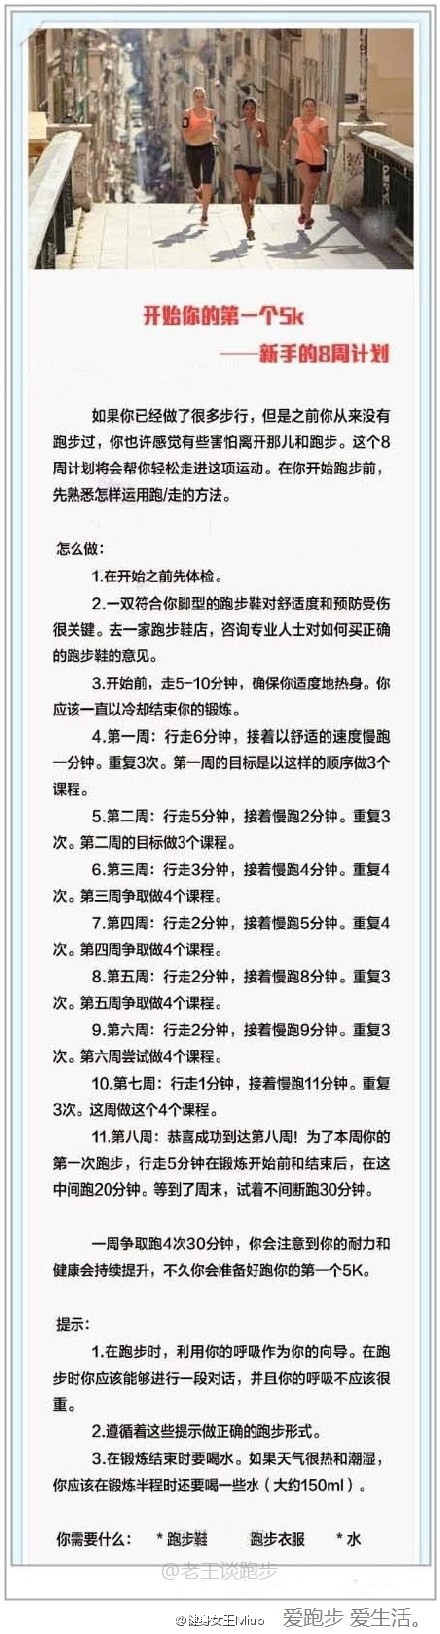 开始你的第一个5k
——新手的8周计划
如果你已经做了很多步行，但是之前你从来没有
跑步过，你也许感觉有些害怕离开那儿和跑步。这个8
周计划将会帮你轻松走进这项运动。在你开始跑步前，
先熟悉怎样运用跑/走的方法。
怎么做：
1.在开始之前先体检。
2.一双符合你脚型的跑步鞋对舒适度和预防受伤
很关键。去一家跑步鞋店，咨询专业人士对如何买正确
的跑步鞋的意见。
3.开始前，走5-10分钟，确保你适度地热身。你
应该一直以冷却结束你的锻炼。
4.第一周：行走6分钟，接着以舒适的速度慢跑
一分钟。重复3次。第一周的目标是以这样的顺序做3个
课程。
5.第二周：行走5分钟，接着慢跑2分钟。重复3
次。第二周的目标做3个课程。
6.第三周：行走3分钟，接着慢跑4分钟。重复4
次。第三周争取做4个课程。
7.第四周：行走2分钟，接着慢跑5分钟。重复4
次。第四周争取做4个课程。
8.第五周：行走2分钟，接着慢跑8分钟。重复3
次。第五周争取做4个课程。
9.第六周：行走2分钟，接着慢跑9分钟。重复3
次。第六周尝试做4个课程。
10.第七周：行走1分钟，接着慢跑11分钟。重复
3次。这周做这个4个课程。
11.第八周：恭喜成功到达第八周！为了本周你的
第一次跑步，行走5分钟在锻炼开始前和结束后，在这
中间跑20分钟。等到了周末，试着不间断跑30分钟。
一周争取跑4次30分钟，你会注意到你的耐力和
健康会持续提升，不久你会准备好跑你的第一个5K。
提示：
1.在跑步时，利用你的呼吸作为你的向导。在跑
步时你应该能够进行一段对话，并且你的呼吸不应该很
重。
2.遵循着这些提示做正确的跑步形式。
3.在锻炼结束时要喝水。如果天气很热和潮湿，
你应该在锻炼半程时还要喝一些水（大约150ml）。
你需要什么： *跑步鞋 跑步衣服 *水
@老王谈跑步
@健身女王Miuo 爱跑步 爱生活。